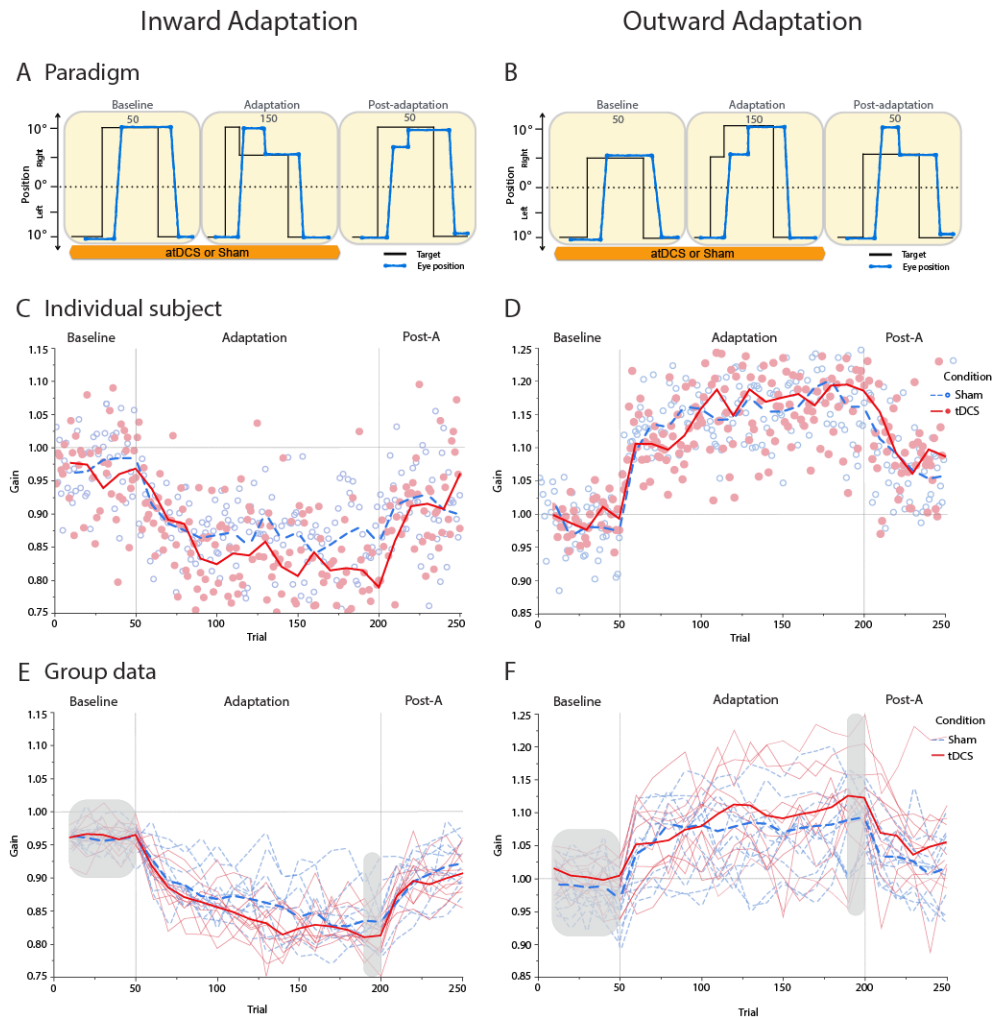 Inward Adaptation
Outward Adaptation
A Paradigm
B
Baseline
50
Adaptation
150
Post-adaptation
50
10°
0°
10°
Position
Right
Left
atDCS or Sham
Target
Eye position
Baseline
50
Adaptation
150
Post-adaptation
50
10°
0°
10°
Position
Right
Left
atDCS or Sham
Target
Eye position
C Individual subject
Baseline Adaptation Post-A
1.15
1.10
1.05
1.00
0.95
0.90
0.85
0.80
0.75
Gain
0 50 100 150 200 250
Trial
D
Baseline Adaptation Post-A
1.25
1.20
1.15
1.10
1.05
1.00
0.95
0.90
0.85
Gain
0 50 100 150 200 250
Trial
Condition
Sham
tDCS
E Group data
Baseline Adaptation Post-A
1.15
1.10
1.05
1.00
0.95
0.90
0.85
0.80
0.75
Gain
0 50 100 150 200 250
Trial
F
Baseline Adaptation Post-A
1.25
1.20
1.15
1.10
1.05
1.00
0.95
0.90
0.85
Gain
0 50 100 150 200 250
Trial
Condition
Sham
tDCS